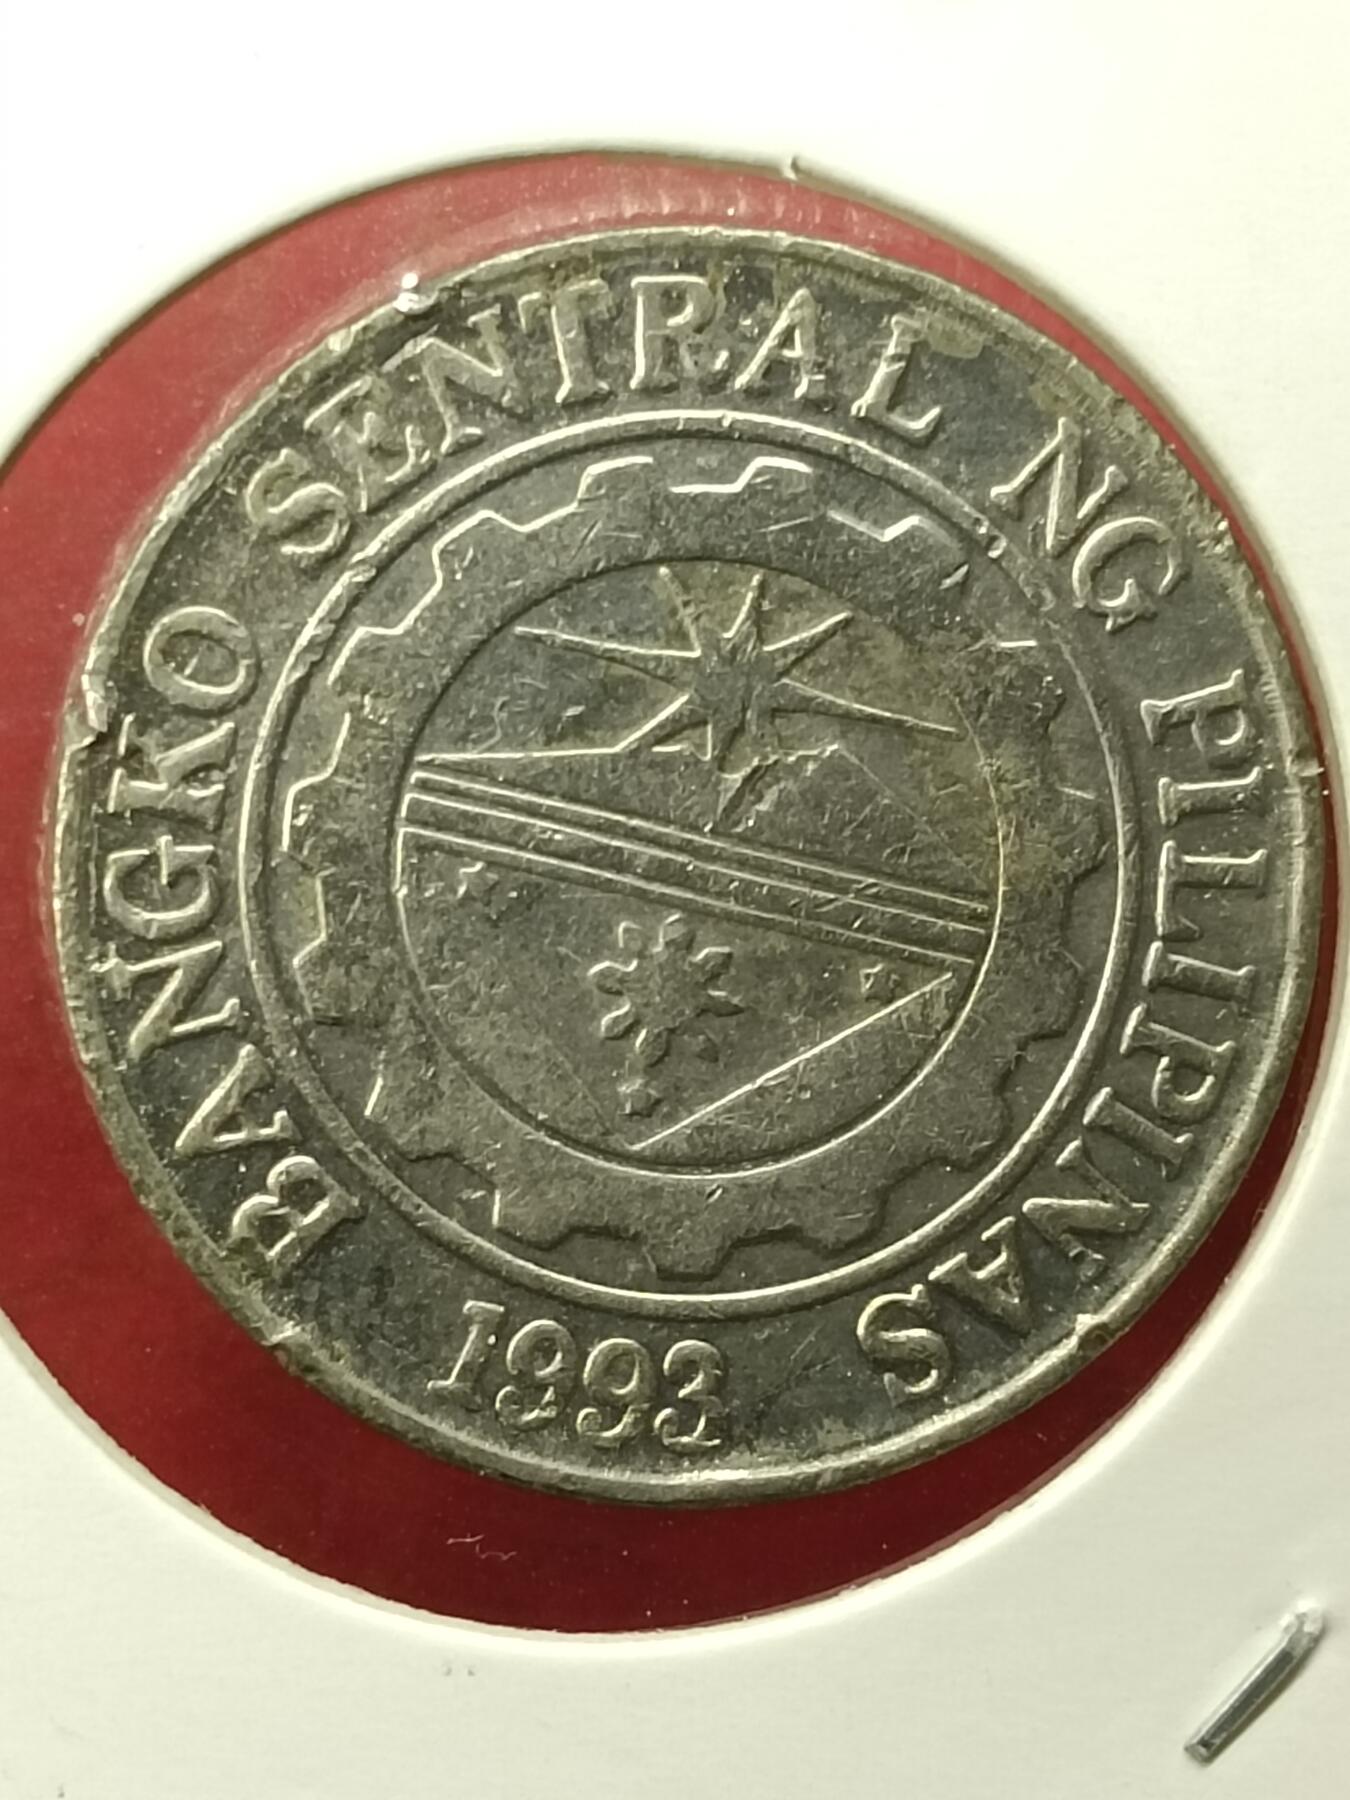 BANGKO SENTRAL NG PILIPINAS
1993